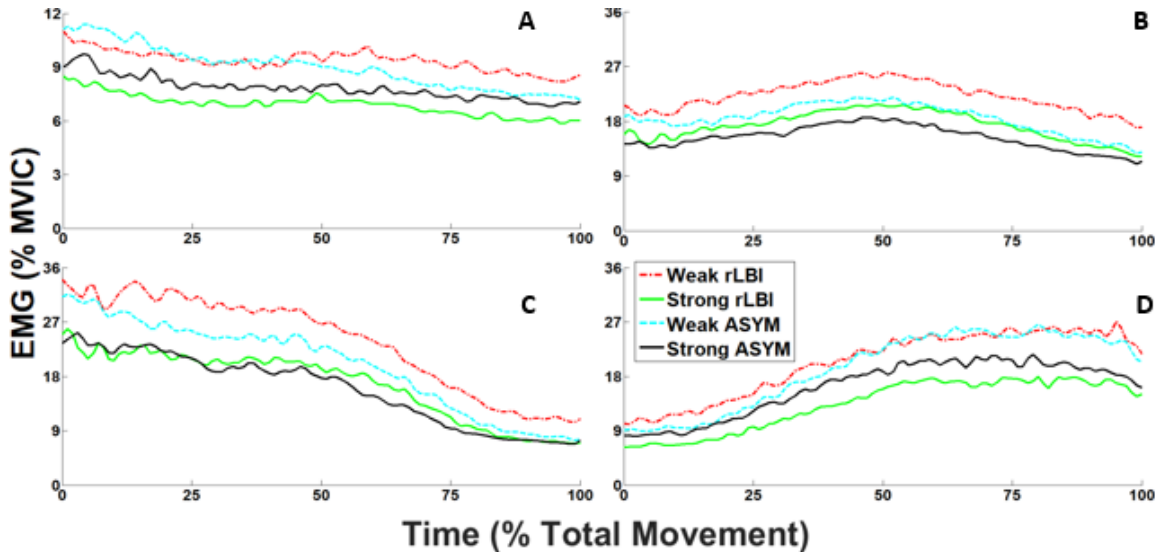 A
12
9
6
3
0
0 25 50 75 100
B
36
27
18
9
0
0 25 50 75 100
C
36
27
18
9
0
0 25 50 75 100
D
36
27
18
9
0
0 25 50 75 100
Weak rLBI
Strong rLBI
Weak ASYM
Strong ASYM
EMG (% MVIC)
Time (% Total Movement)